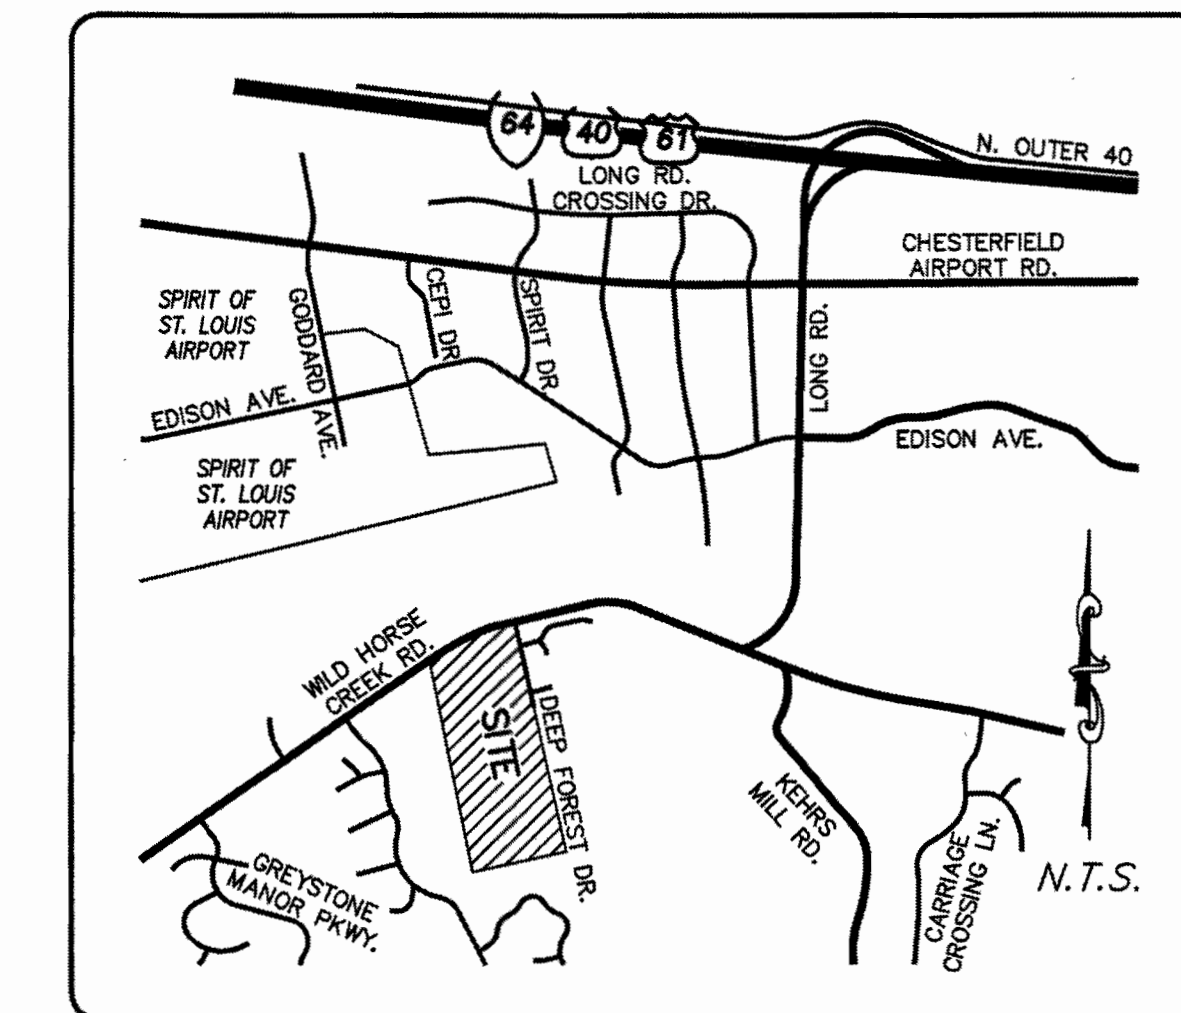 64
40
61
N. OUTER 40
LONG RD.
CROSSING DR.
CHESTERFIELD
AIRPORT RD.
SPIRIT OF
ST. LOUIS
AIRPORT
GODDARD AVE.
CEPI DR
SPIRIT DR.
LONG RD.
EDISON AVE.
EDISON AVE.
SPIRIT OF
ST. LOUIS
AIRPORT
WILD HORSE
CREEK RD.
SITE
DEEP FOREST DR.
KEHRS
MILL RD.
CARRIAGE
CROSSING LN.
GREYSTONE
MANOR PKWY.
N.T.S.